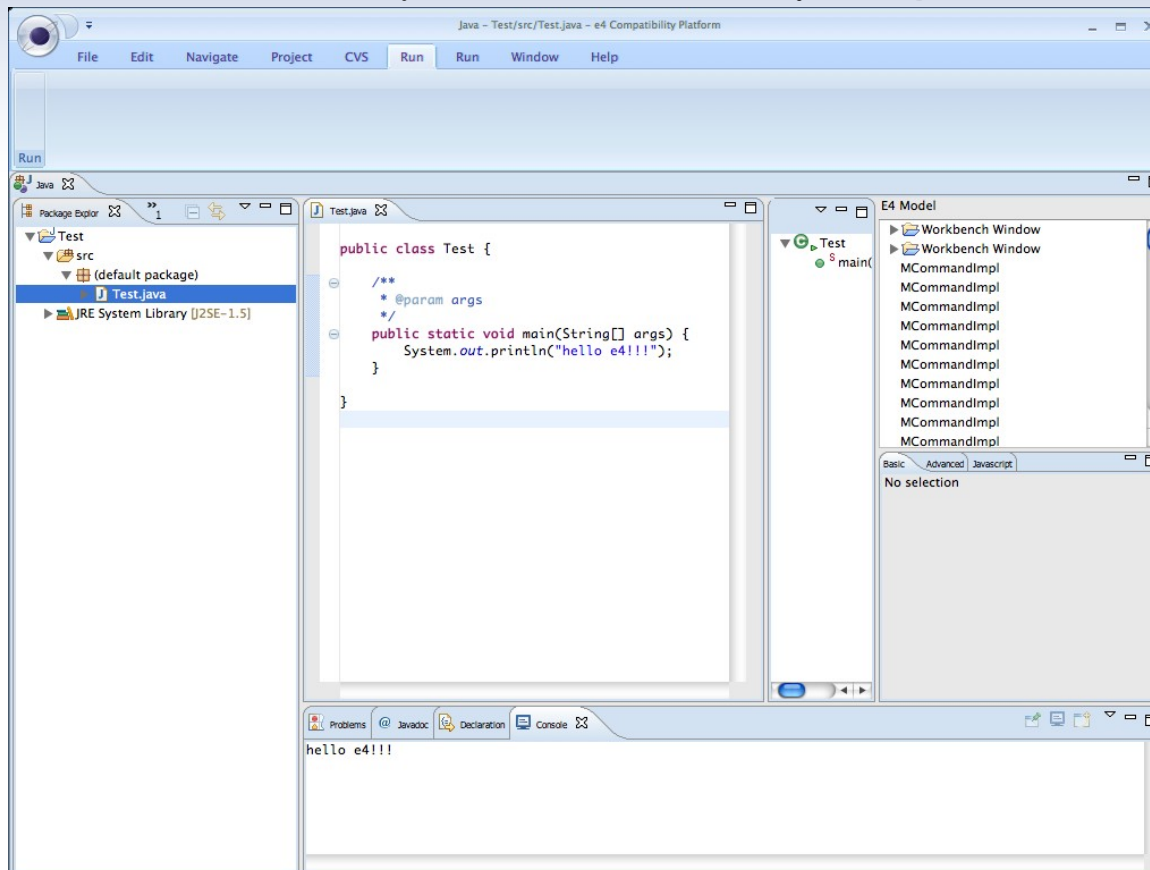 Java – Test/src/Test.java – e4 Compatibility Platform
File Edit Navigate Project CVS Run Run Window Help
Run
Java
Package Explor »1
Test
src
(default package)
Test.java
JRE System Library [J2SE-1.5]
Test.java
public class Test {
/**
* @param args
*/
public static void main(String[] args) {
System.out.println("hello e4!!!");
}
}
Test
S main(
E4 Model
Workbench Window
Workbench Window
MCommandImpl
MCommandImpl
MCommandImpl
MCommandImpl
MCommandImpl
MCommandImpl
MCommandImpl
MCommandImpl
MCommandImpl
MCommandImpl
Basic Advanced Javascript
No selection
Problems @ Javadoc Declaration Console
hello e4!!!